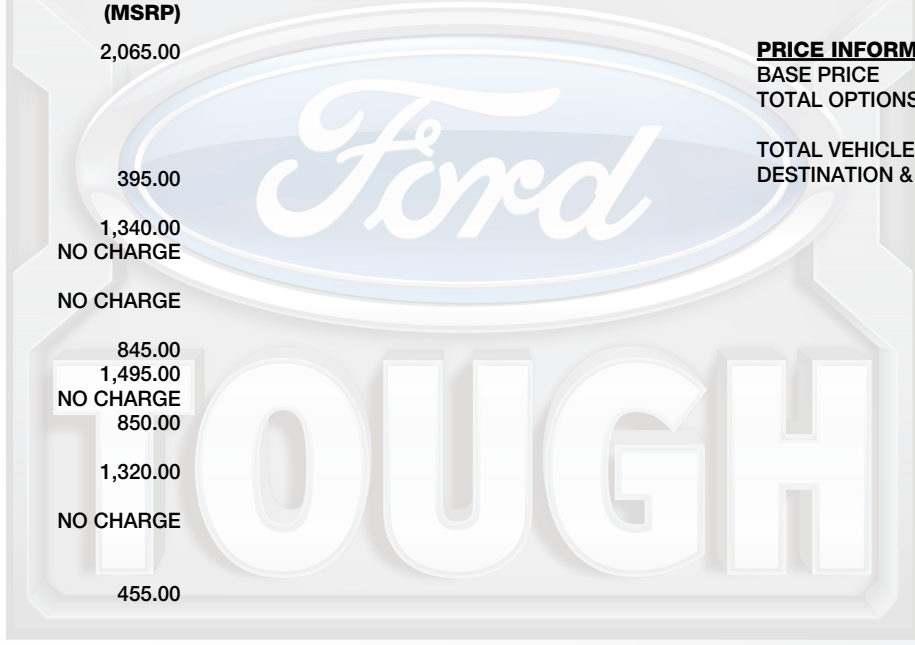 (MSRP)
2,065.00
395.00
1,340.00
NO CHARGE
NO CHARGE
845.00
1,495.00
NO CHARGE
850.00
1,320.00
NO CHARGE
455.00
PRICE INFORM
BASE PRICE
TOTAL OPTIONS
TOTAL VEHICLE
DESTINATION &
Ford
TOUGH